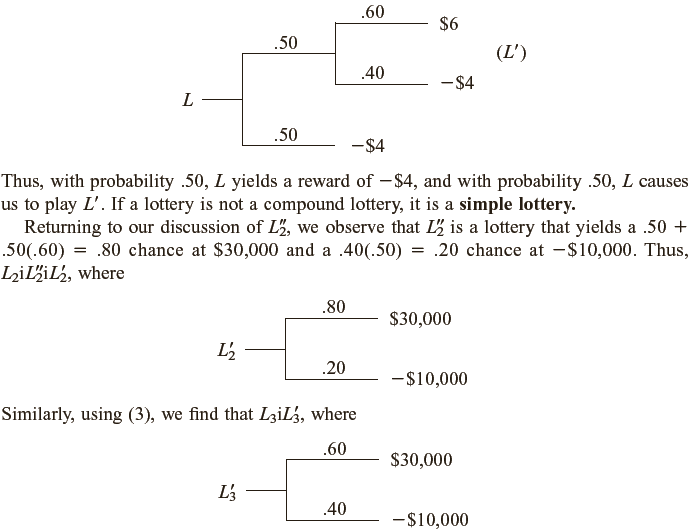 .60
$6
.50
(L′)
.40
−$4
L
.50
−$4
Thus, with probability .50, L yields a reward of −$4, and with probability .50, L causes
us to play L′. If a lottery is not a compound lottery, it is a simple lottery.
Returning to our discussion of L″₂, we observe that L″₂ is a lottery that yields a .50 +
.50(.60) = .80 chance at $30,000 and a .40(.50) = .20 chance at −$10,000. Thus,
L₂iL″₂iL′₂, where
.80
$30,000
L′₂
.20
−$10,000
Similarly, using (3), we find that L₃iL′₃, where
.60
$30,000
L′₃
.40
−$10,000